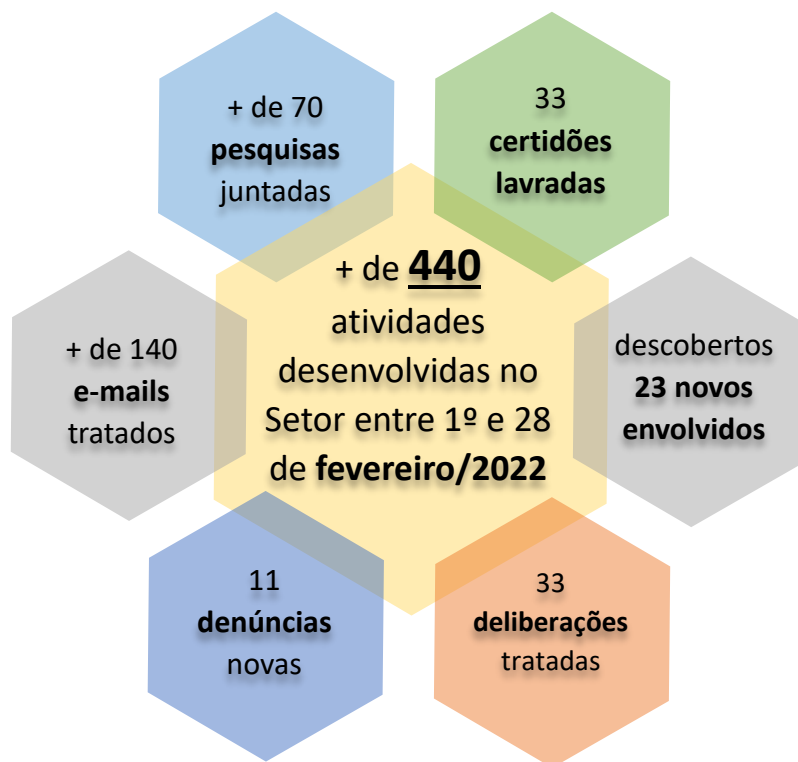 + de 70
pesquisas
juntadas
33
certidões
lavradas
+ de 440
atividades
desenvolvidas no
Setor entre 1º e 28
de fevereiro/2022
+ de 140
e-mails
tratados
descobertos
23 novos
envolvidos
11
denúncias
novas
33
deliberações
tratadas